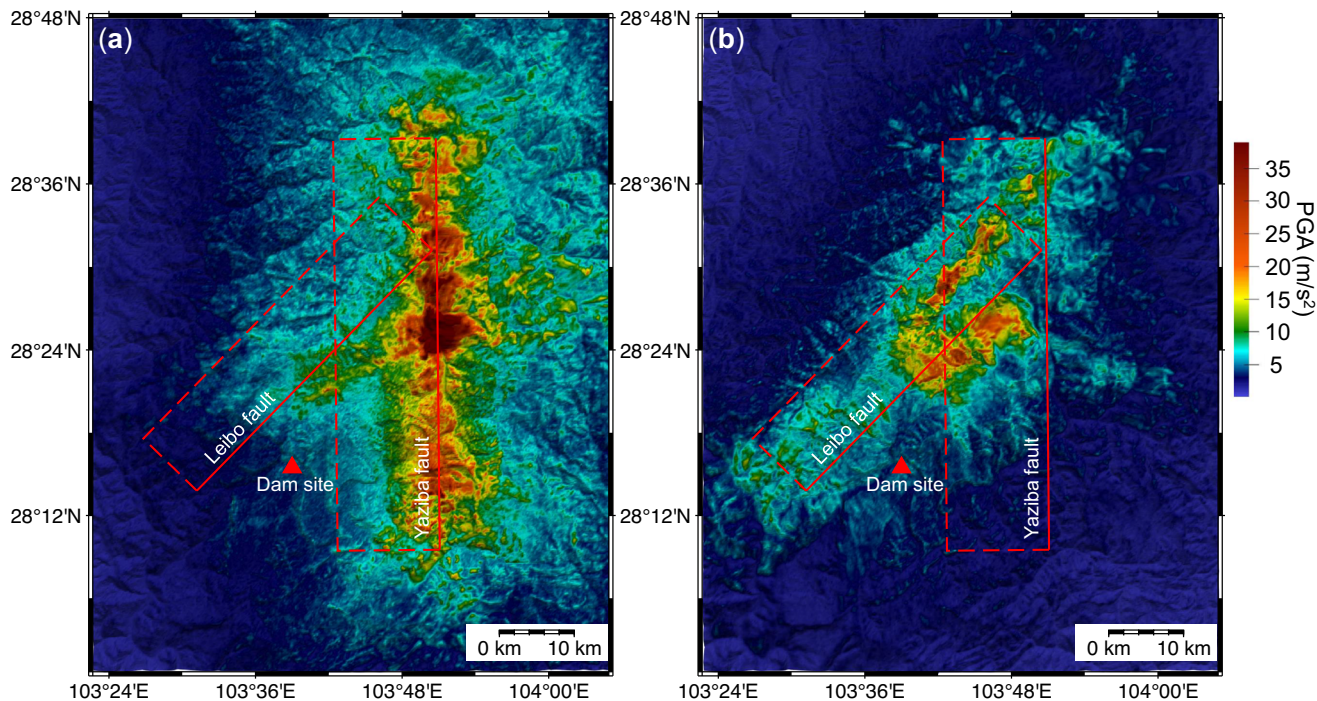 (a)
28°48'N
28°36'N
28°24'N
28°12'N
Leibo fault
Dam site
Yaziba fault
0 km 10 km
103°24'E 103°36'E 103°48'E 104°00'E
(b)
28°48'N
28°36'N
28°24'N
28°12'N
Leibo fault
Dam site
Yaziba fault
0 km 10 km
103°24'E 103°36'E 103°48'E 104°00'E
35
30
25
20
15
10
5
PGA (m/s²)